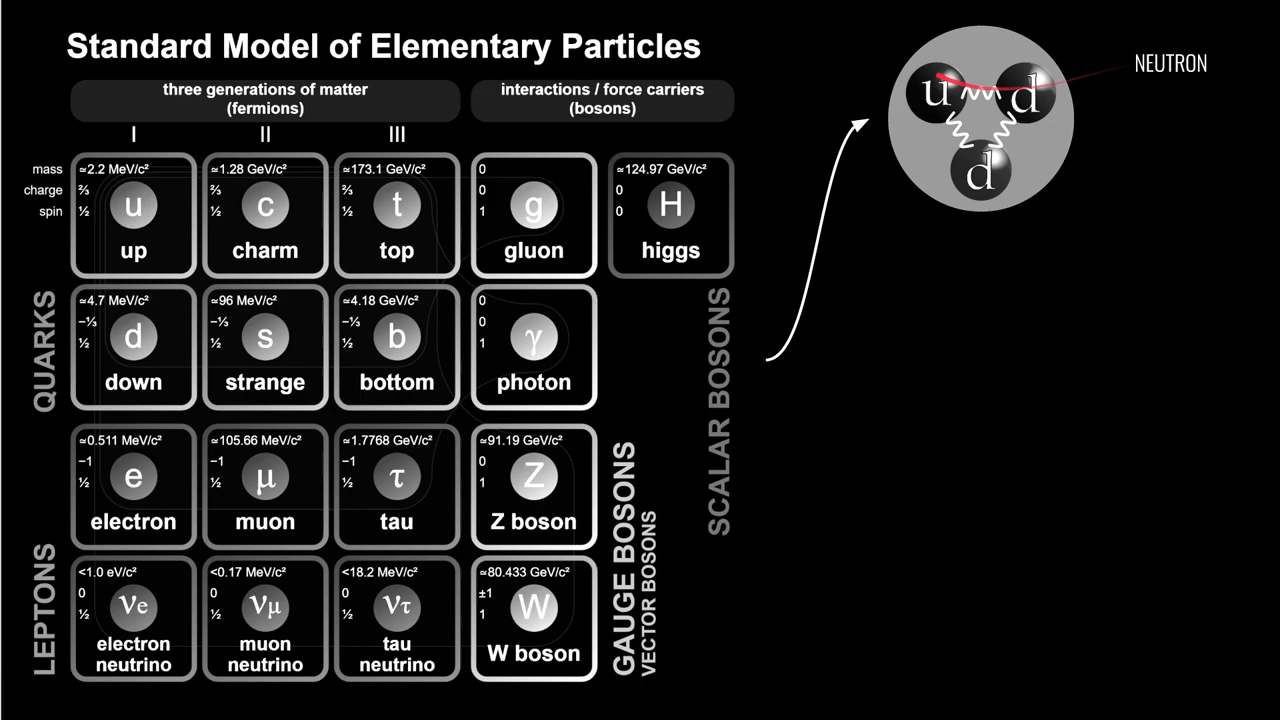 Standard Model of Elementary Particles
three generations of matter
(fermions)
interactions / force carriers
(bosons)
I
II
III
mass
charge
spin
≃2.2 MeV/c²
⅔
½
u
up
≃1.28 GeV/c²
⅔
½
c
charm
≃173.1 GeV/c²
⅔
½
t
top
0
0
1
g
gluon
≃124.97 GeV/c²
0
0
H
higgs
QUARKS
≃4.7 MeV/c²
−⅓
½
d
down
≃96 MeV/c²
−⅓
½
s
strange
≃4.18 GeV/c²
−⅓
½
b
bottom
0
0
1
γ
photon
SCALAR BOSONS
LEPTONS
≃0.511 MeV/c²
−1
½
e
electron
≃105.66 MeV/c²
−1
½
μ
muon
≃1.7768 GeV/c²
−1
½
τ
tau
≃91.19 GeV/c²
0
1
Z
Z boson
GAUGE BOSONS
VECTOR BOSONS
<1.0 eV/c²
0
½
νe
electron
neutrino
<0.17 MeV/c²
0
½
νμ
muon
neutrino
<18.2 MeV/c²
0
½
ντ
tau
neutrino
≃80.433 GeV/c²
±1
1
W
W boson
u
d
d
NEUTRON